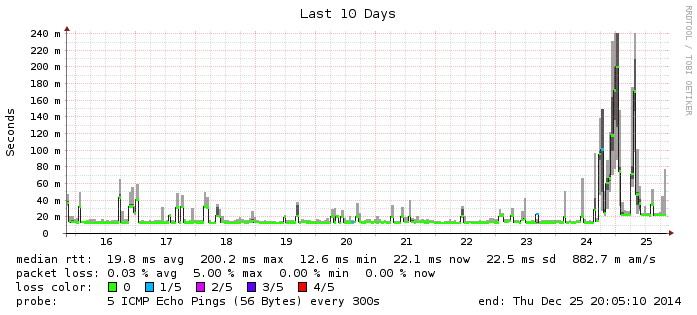 Last 10 Days
RRDTOOL / TOBI OETIKER
Seconds
240 m
220 m
200 m
180 m
160 m
140 m
120 m
100 m
80 m
60 m
40 m
20 m
0
16 17 18 19 20 21 22 23 24 25
median rtt: 19.8 ms avg 200.2 ms max 12.6 ms min 22.1 ms now 22.5 ms sd 882.7 m am/s
packet loss: 0.03 % avg 5.00 % max 0.00 % min 0.00 % now
loss color: 0 1/5 2/5 3/5 4/5
probe: 5 ICMP Echo Pings (56 Bytes) every 300s end: Thu Dec 25 20:05:10 2014